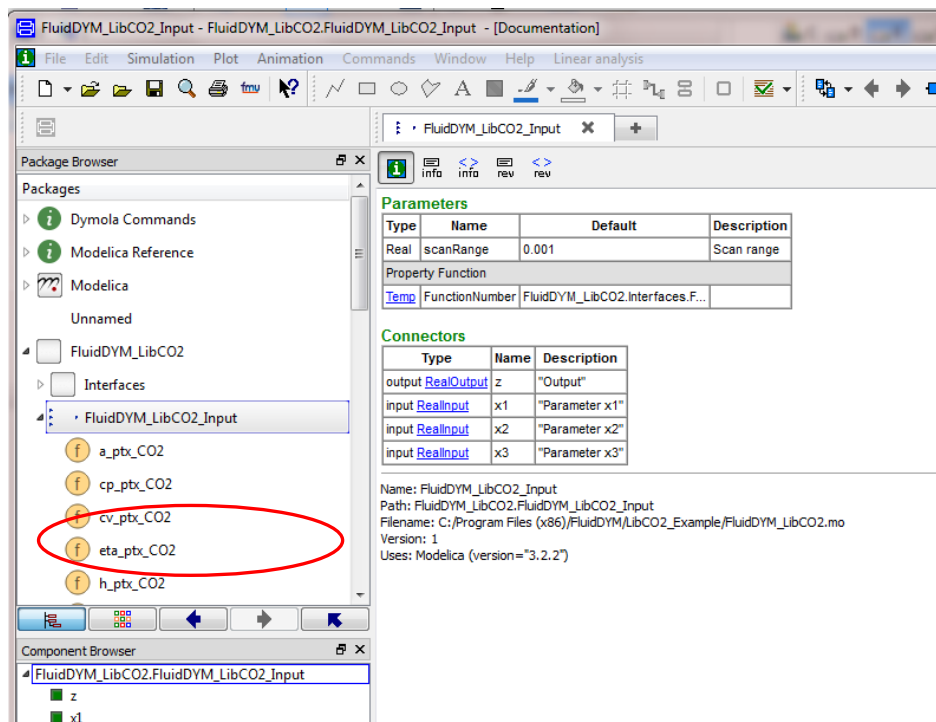 FluidDYM_LibCO2_Input - FluidDYM_LibCO2.FluidDYM_LibCO2_Input - [Documentation]
File Edit Simulation Plot Animation Commands Window Help Linear analysis
fmu
A
FluidDYM_LibCO2_Input
Package Browser
info info rev rev
Packages
Dymola Commands
Modelica Reference
Modelica
Unnamed
FluidDYM_LibCO2
Interfaces
FluidDYM_LibCO2_Input
f a_ptx_CO2
f cp_ptx_CO2
f cv_ptx_CO2
f eta_ptx_CO2
f h_ptx_CO2
Component Browser
FluidDYM_LibCO2.FluidDYM_LibCO2_Input
z
x1
Parameters
Type Name Default Description
Real scanRange 0.001 Scan range
Property Function
Temp FunctionNumber FluidDYM_LibCO2.Interfaces.F...
Connectors
Type Name Description
output RealOutput z "Output"
input RealInput x1 "Parameter x1"
input RealInput x2 "Parameter x2"
input RealInput x3 "Parameter x3"
Name: FluidDYM_LibCO2_Input
Path: FluidDYM_LibCO2.FluidDYM_LibCO2_Input
Filename: C:/Program Files (x86)/FluidDYM/LibCO2_Example/FluidDYM_LibCO2.mo
Version: 1
Uses: Modelica (version="3.2.2")